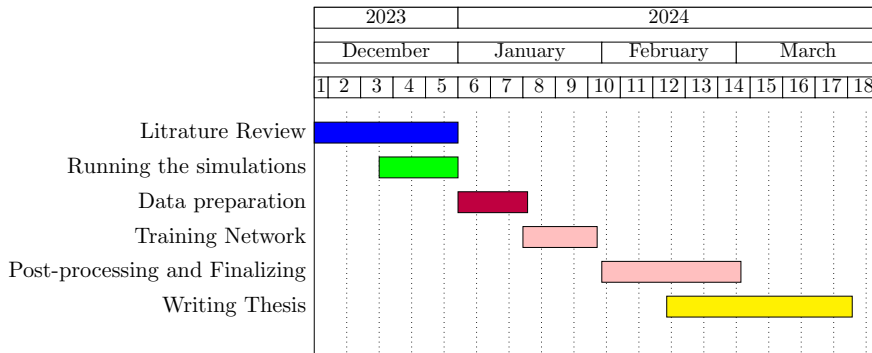 2023 2024
December January February March
1 2 3 4 5 6 7 8 9 10 11 12 13 14 15 16 17 18
Litrature Review
Running the simulations
Data preparation
Training Network
Post-processing and Finalizing
Writing Thesis